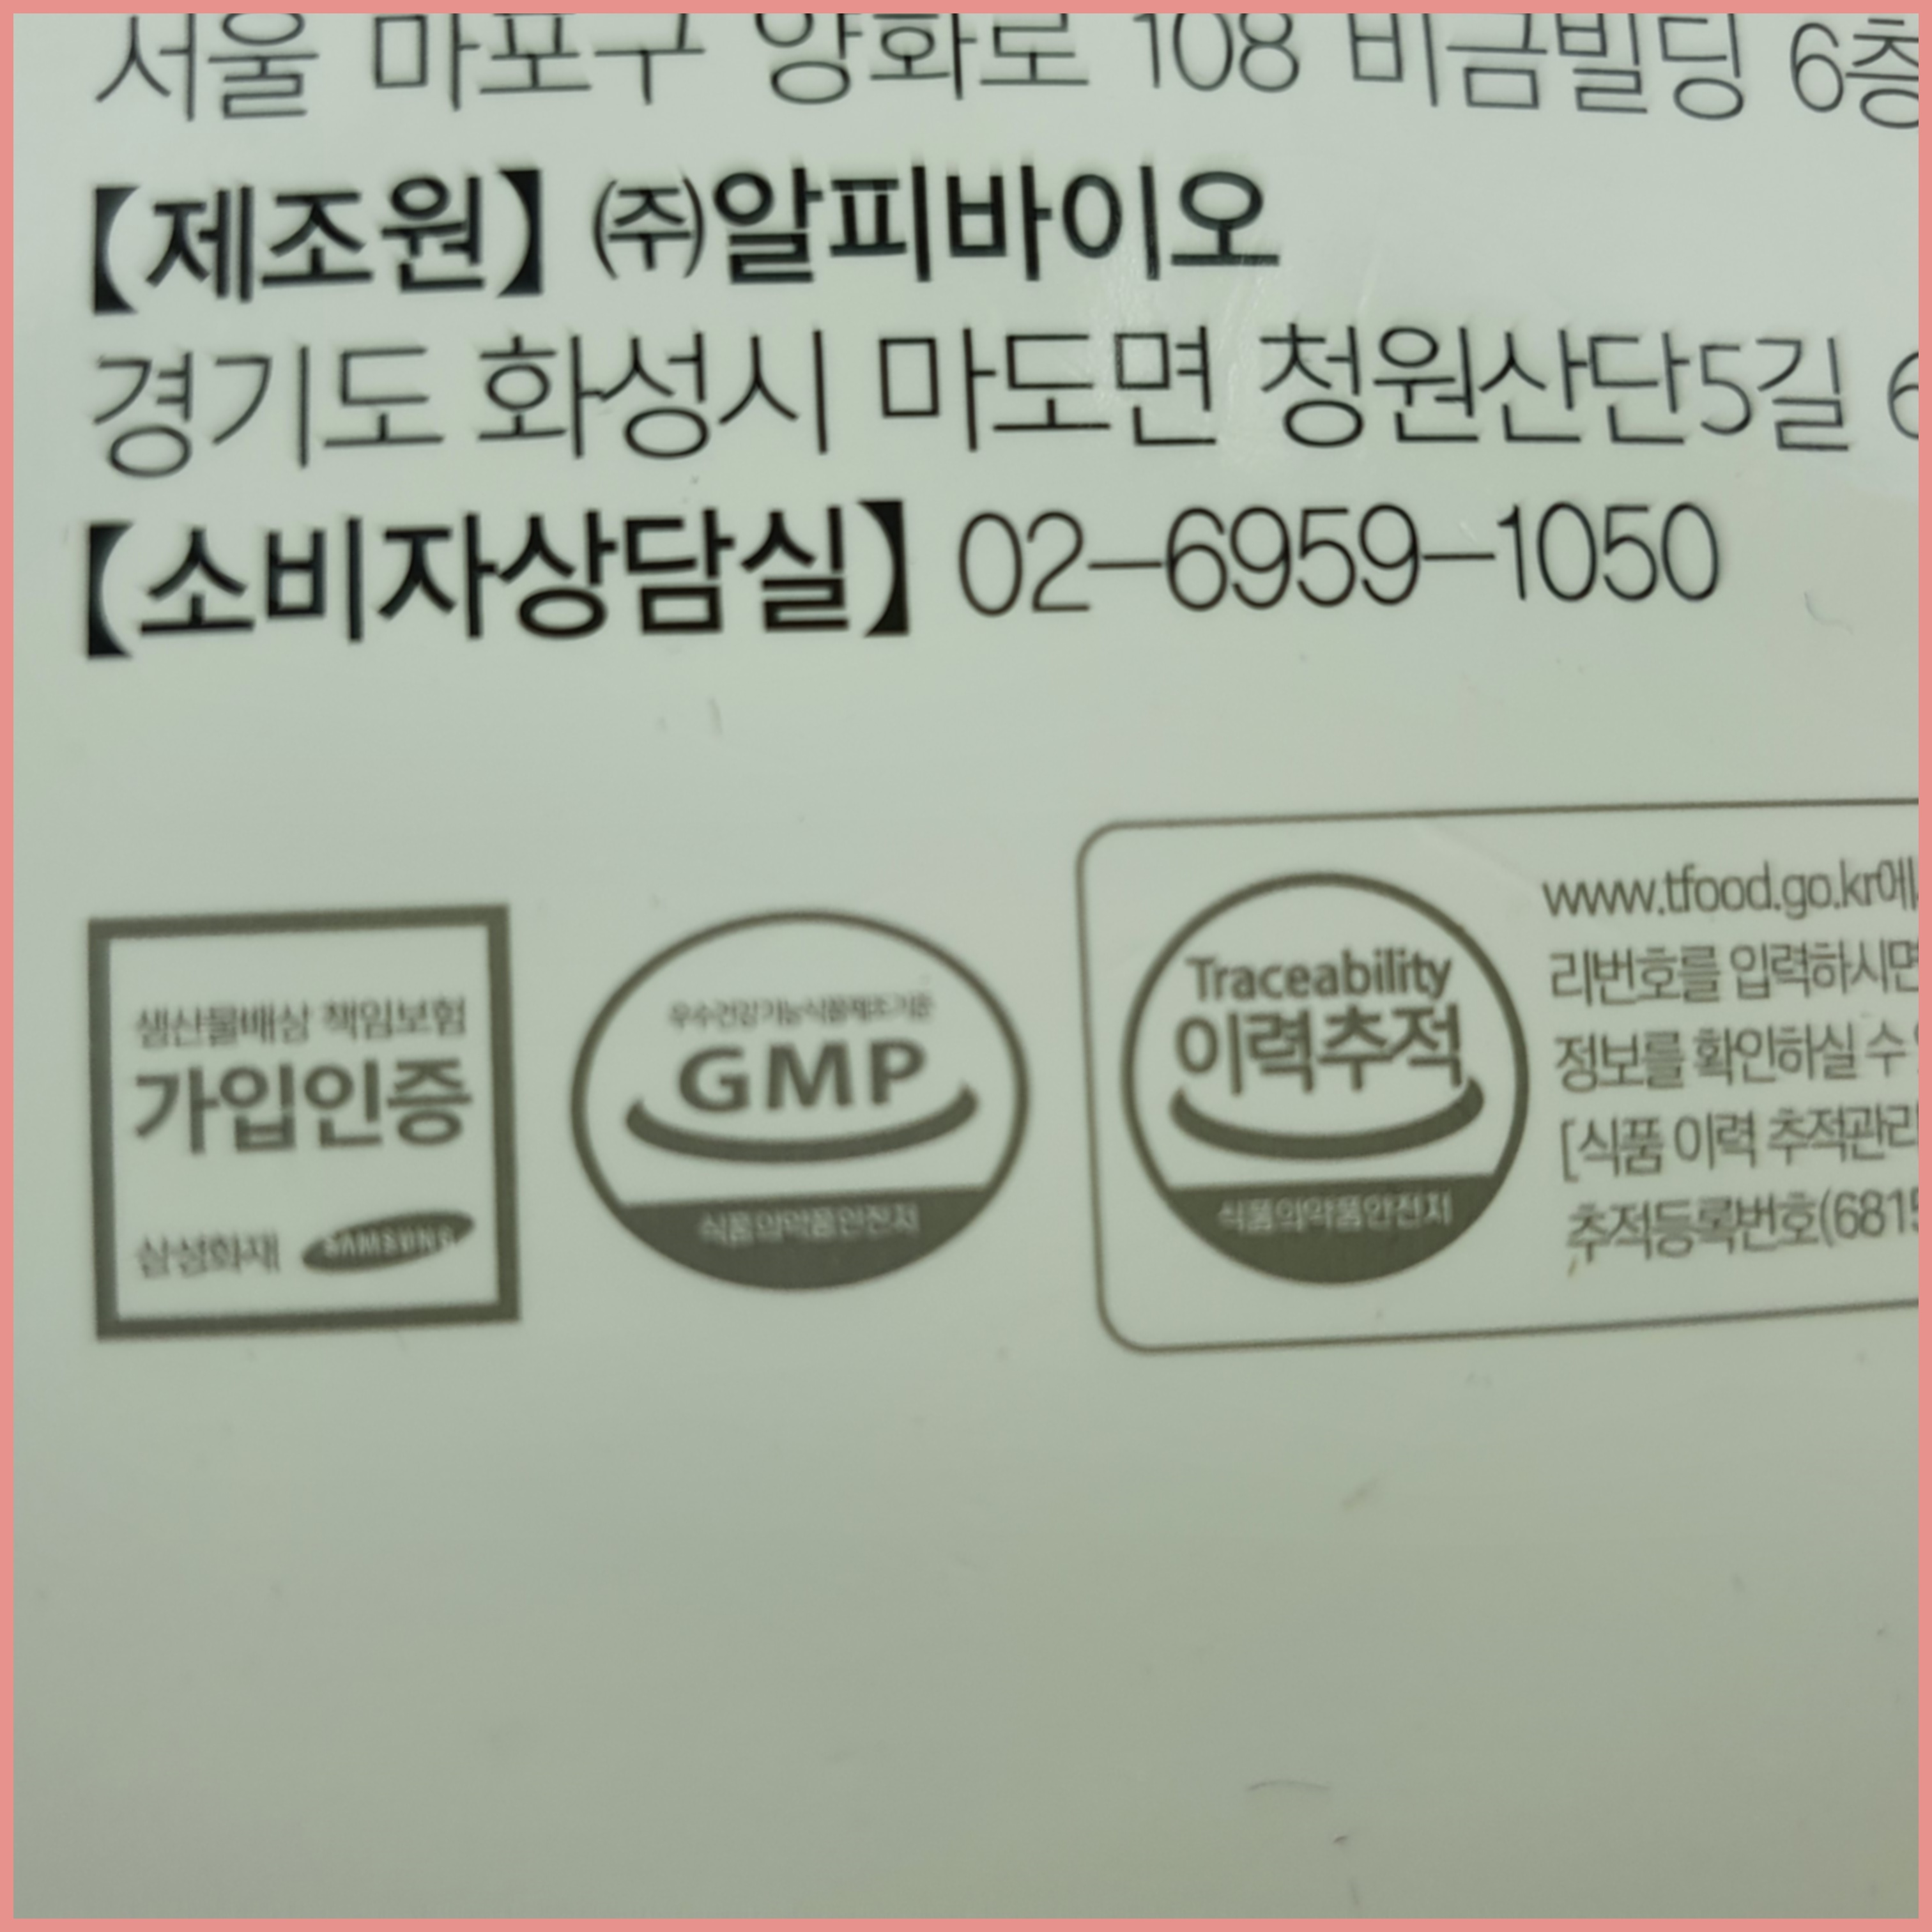 서울 마포구 양화로 108 비금빌딩 6층
【제조원】 ㈜알피바이오
경기도 화성시 마도면 청원산단5길 6
【소비자상담실】 02-6959-1050
생산물배상 책임보험
가입인증
삼성화재 SAMSUNG
우수건강기능식품제조기준
GMP
식품의약품안전처
Traceability
이력추적
식품의약품안전처
www.tfood.go.kr에
리번호를 입력하시면
정보를 확인하실 수
[식품 이력 추적관리
추적등록번호(6815